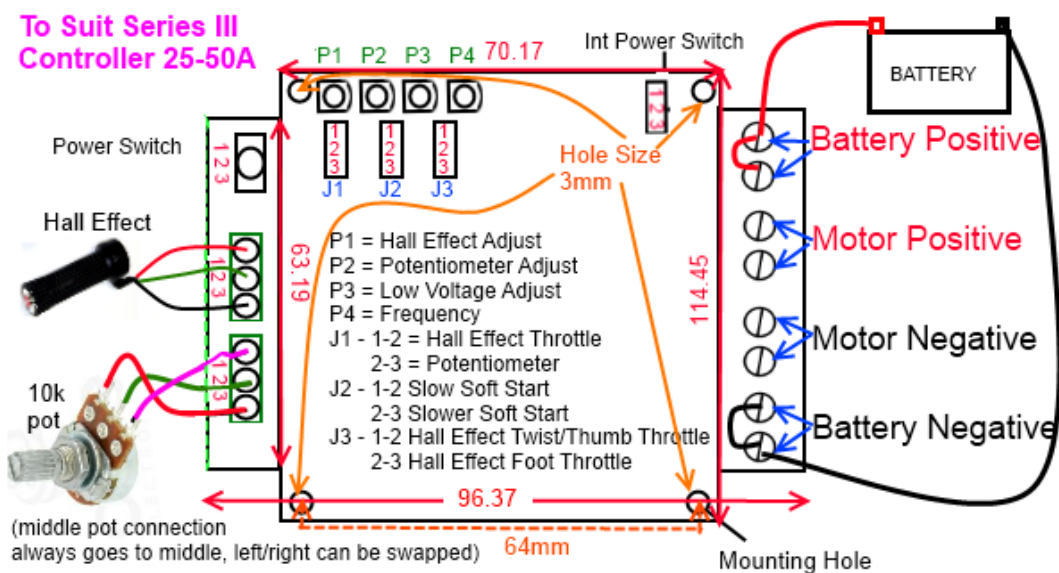 To Suit Series III
Controller 25-50A
P1 P2 P3 P4
70.17
Int Power Switch
1 2 3
BATTERY
Power Switch
1 2 3
1
2
3
J1
1
2
3
J2
1
2
3
J3
Hole Size
3mm
Battery Positive
Hall Effect
1 2 3
63.19
114.45
Motor Positive
P1 = Hall Effect Adjust
P2 = Potentiometer Adjust
P3 = Low Voltage Adjust
P4 = Frequency
J1 - 1-2 = Hall Effect Throttle
2-3 = Potentiometer
J2 - 1-2 Slow Soft Start
2-3 Slower Soft Start
J3 - 1-2 Hall Effect Twist/Thumb Throttle
2-3 Hall Effect Foot Throttle
Motor Negative
10k
pot
1 2 3
Battery Negative
96.37
(middle pot connection
always goes to middle, left/right can be swapped)
64mm
Mounting Hole